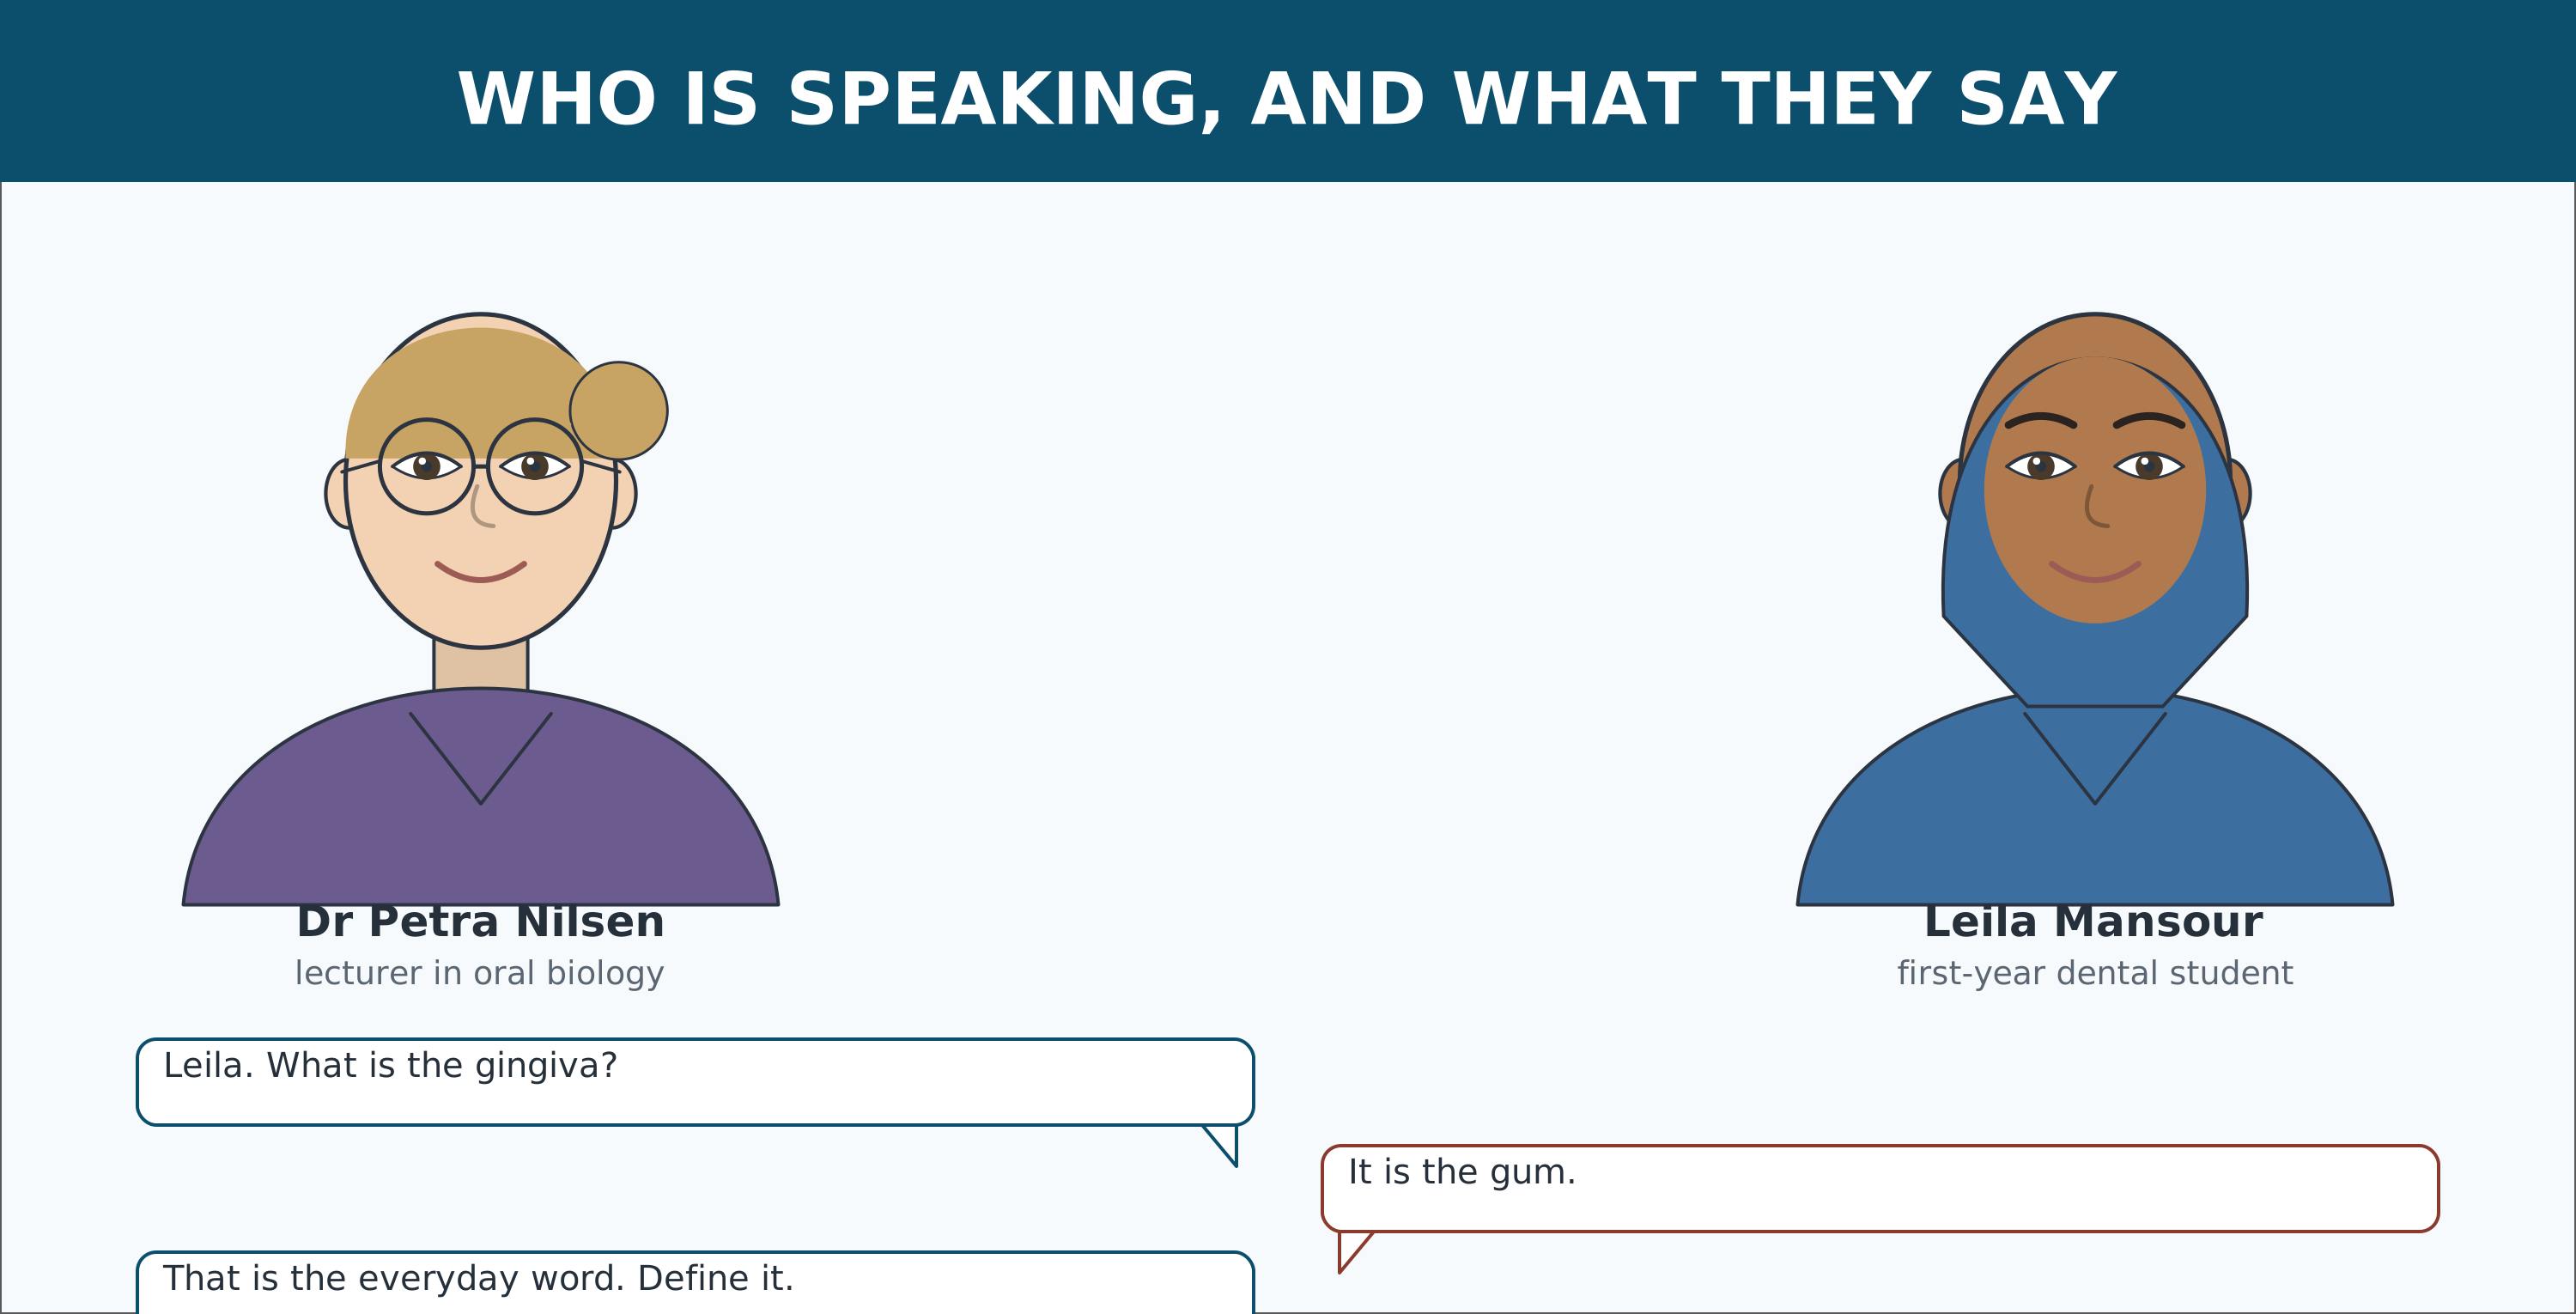 WHO IS SPEAKING, AND WHAT THEY SAY
Dr Petra Nilsen
lecturer in oral biology
Leila Mansour
first-year dental student
Leila. What is the gingiva?
It is the gum.
That is the everyday word. Define it.